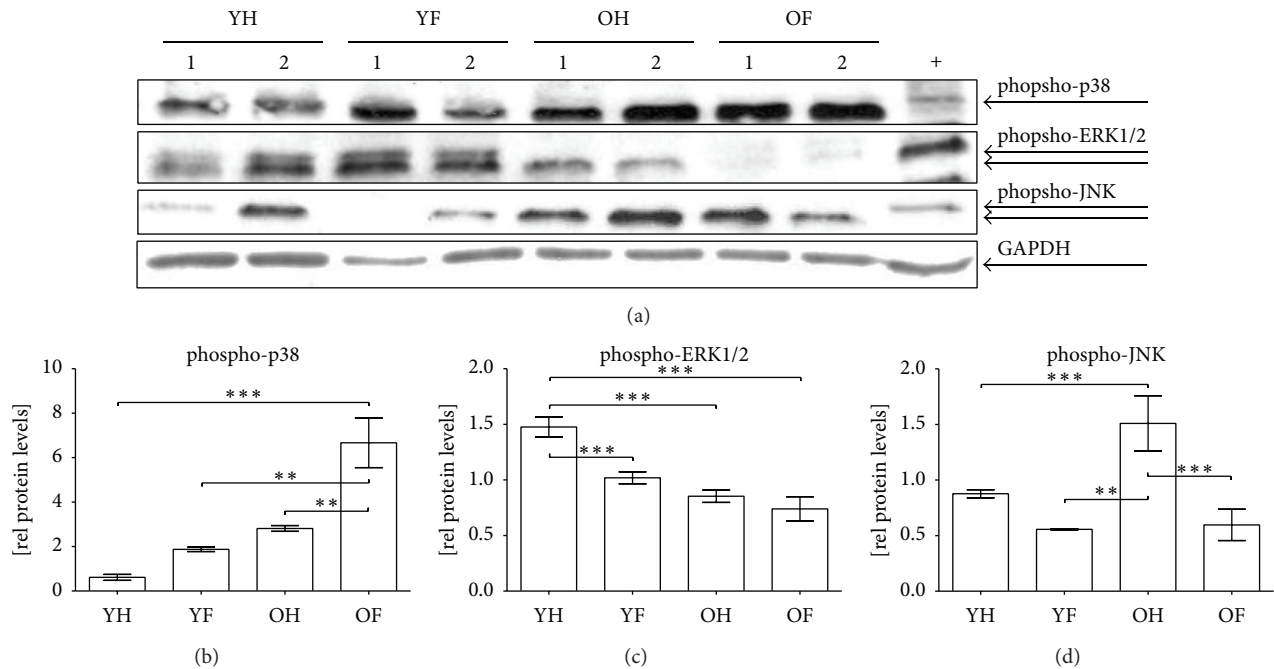 YH YF OH OF
1 2 1 2 1 2 1 2 +
phopsho-p38
phopsho-ERK1/2
phopsho-JNK
GAPDH
(a)
phospho-p38
[rel protein levels]
10
8
6
4
2
0
***
**
**
YH YF OH OF
(b)
phospho-ERK1/2
[rel protein levels]
2.0
1.5
1.0
0.5
0.0
***
***
***
YH YF OH OF
(c)
phospho-JNK
[rel protein levels]
2.0
1.5
1.0
0.5
0.0
***
**
***
YH YF OH OF
(d)